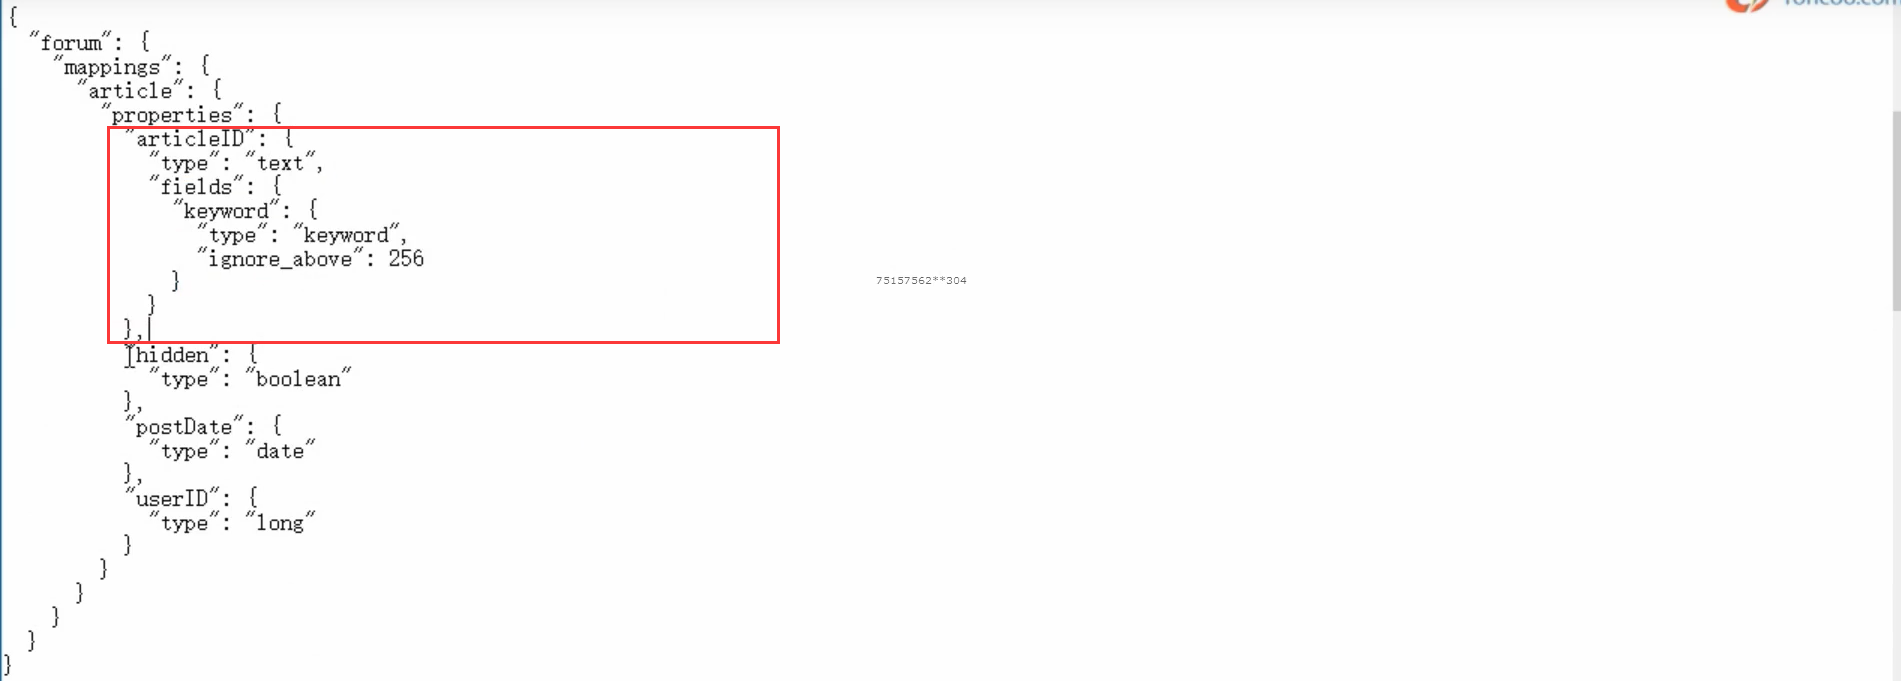 {
  "forum": {
    "mappings": {
      "article": {
        "properties": {
          "articleID": {
            "type": "text",
            "fields": {
              "keyword": {
                "type": "keyword",
                "ignore_above": 256
              }
            }
          },
          "hidden": {
            "type": "boolean"
          },
          "postDate": {
            "type": "date"
          },
          "userID": {
            "type": "long"
          }
        }
      }
    }
  }
}
75157562**304